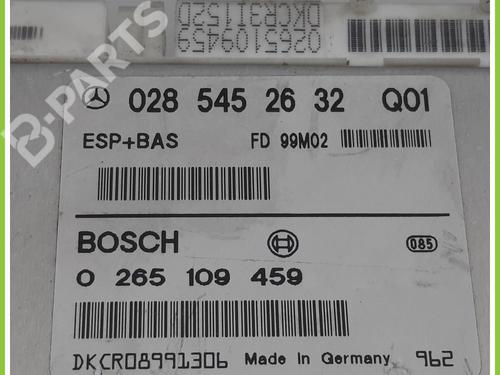 DKCR3T152D
0265109459
B-PARTS
028 545 26 32 Q01
ESP+BAS FD 99M02
BOSCH 085
0 265 109 459
DKCR08991306 Made in Germany 962